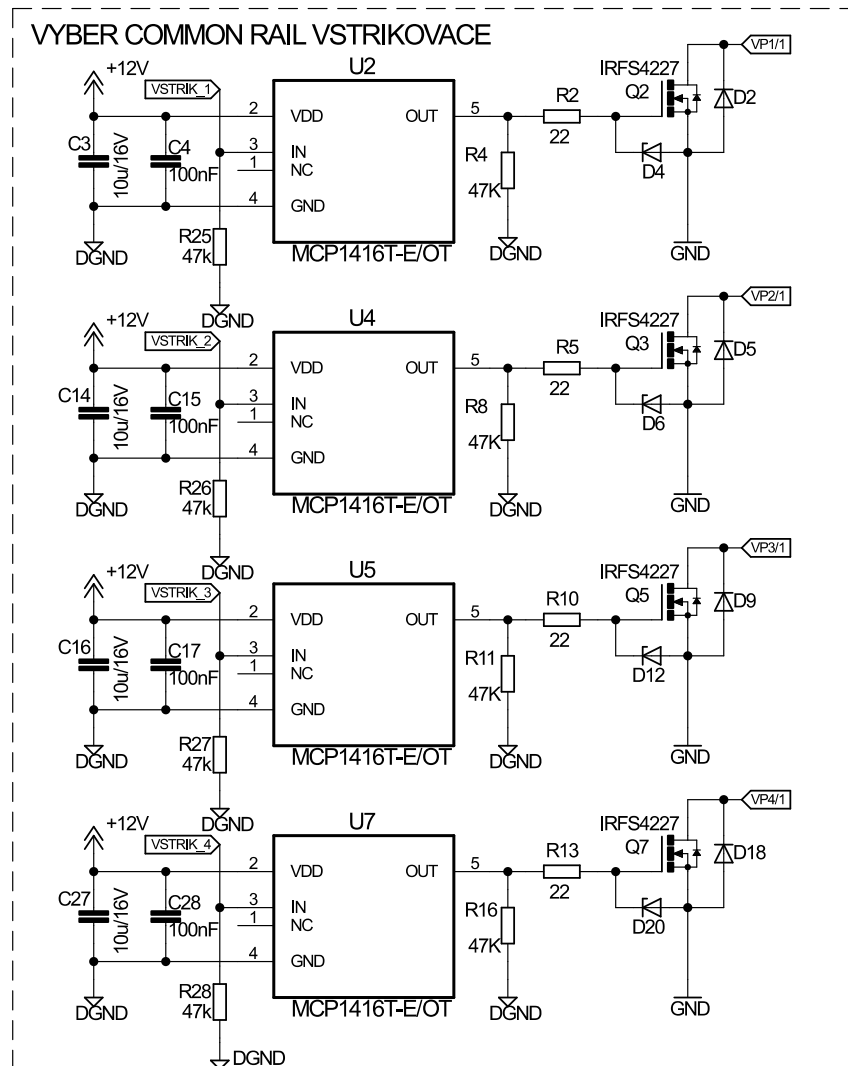 VYBER COMMON RAIL VSTRIKOVACE
+12V
VSTRIK_1
U2
2 VDD
OUT 5
3 IN
1 NC
4 GND
C3
10u/16V
C4
100nF
DGND
R25
47k
DGND
MCP1416T-E/OT
R4
47K
DGND
R2
22
IRFS4227
Q2
D4
D2
VP1/1
GND
+12V
VSTRIK_2
U4
2 VDD
OUT 5
3 IN
1 NC
4 GND
C14
10u/16V
C15
100nF
DGND
R26
47k
DGND
MCP1416T-E/OT
R8
47K
DGND
R5
22
IRFS4227
Q3
D6
D5
VP2/1
GND
+12V
VSTRIK_3
U5
2 VDD
OUT 5
3 IN
1 NC
4 GND
C16
10u/16V
C17
100nF
DGND
R27
47k
DGND
MCP1416T-E/OT
R11
47K
DGND
R10
22
IRFS4227
Q5
D12
D9
VP3/1
GND
+12V
VSTRIK_4
U7
2 VDD
OUT 5
3 IN
1 NC
4 GND
C27
10u/16V
C28
100nF
DGND
R28
47k
DGND
MCP1416T-E/OT
R16
47K
DGND
R13
22
IRFS4227
Q7
D20
D18
VP4/1
GND